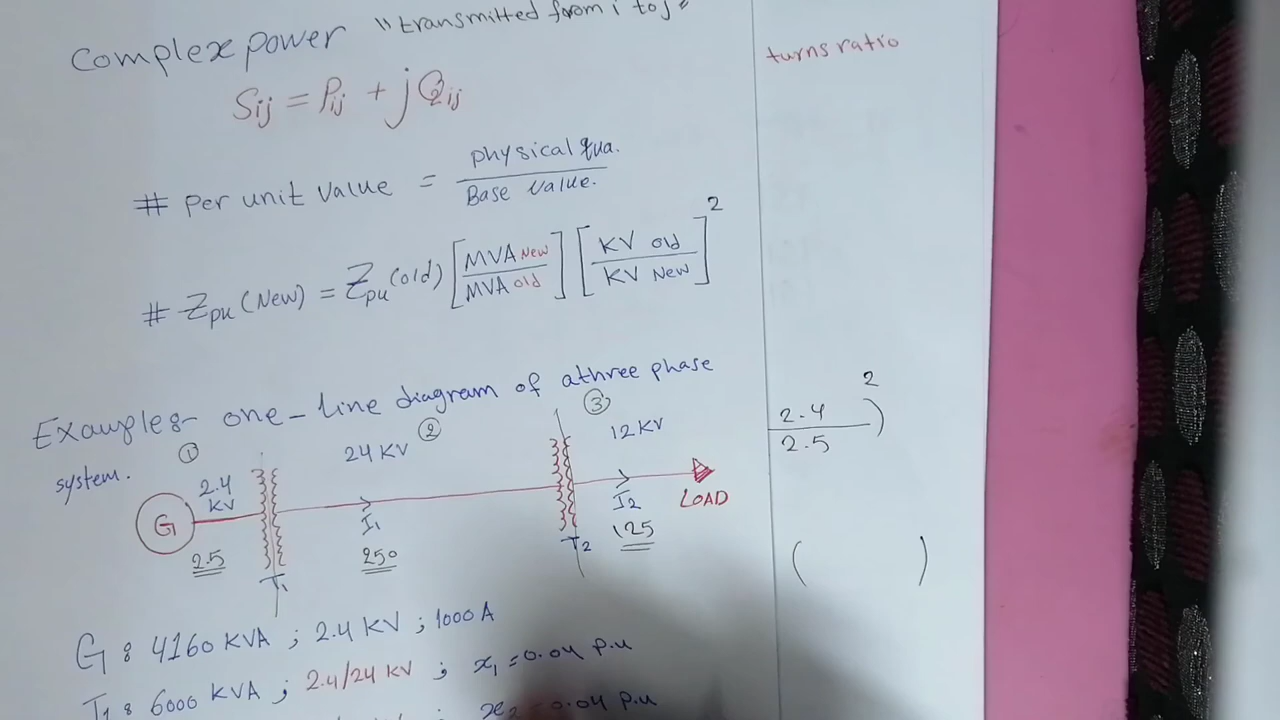 Complex power "transmitted from i to j"
turns ratio
Sij = Pij + jQij
# per unit value = physical qua. / Base value.
# Zpu (New) = Zpu (old) [MVA New / MVA old] [KV old / KV New]²
Example:- one-line diagram of a three phase
system.
① ② ③
2.4 KV
24 KV
12 KV
G
I1
I2
LOAD
2.5
250
125
T1
T2
2.4 / 2.5 )²
( )
G : 4160 KVA ; 2.4 KV ; 1000 A
T1 : 6000 KVA ; 2.4/24 KV ; x1 = 0.04 p.u
x2 = 0.04 p.u